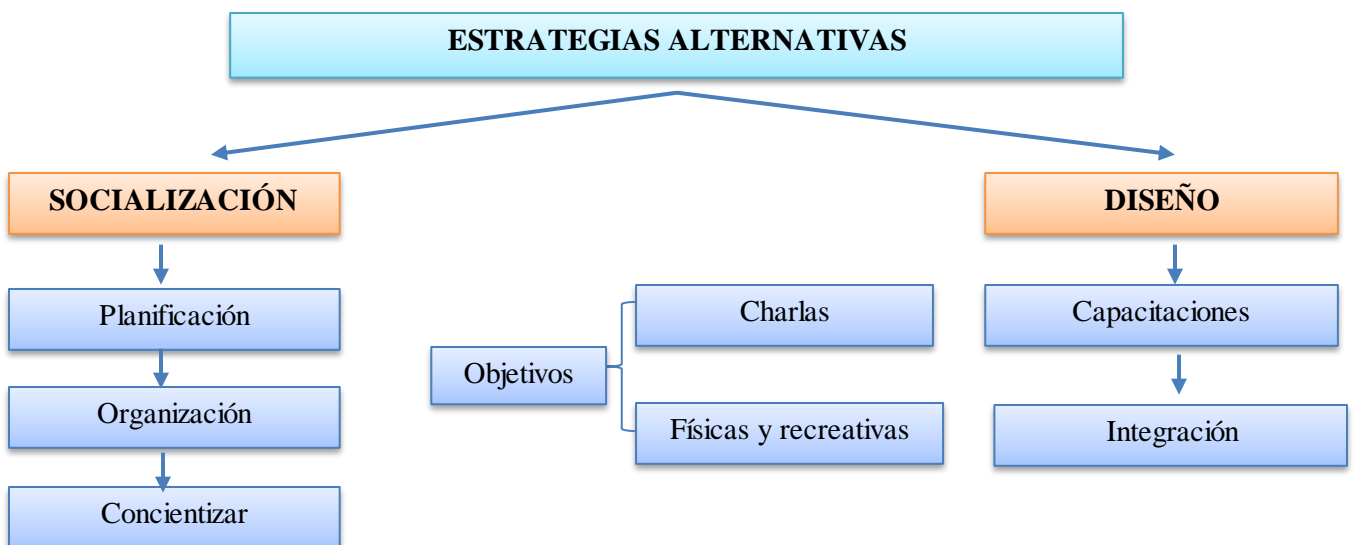 ESTRATEGIAS ALTERNATIVAS
SOCIALIZACIÓN
Planificación
Organización
Concientizar
Objetivos
Charlas
Físicas y recreativas
DISEÑO
Capacitaciones
Integración